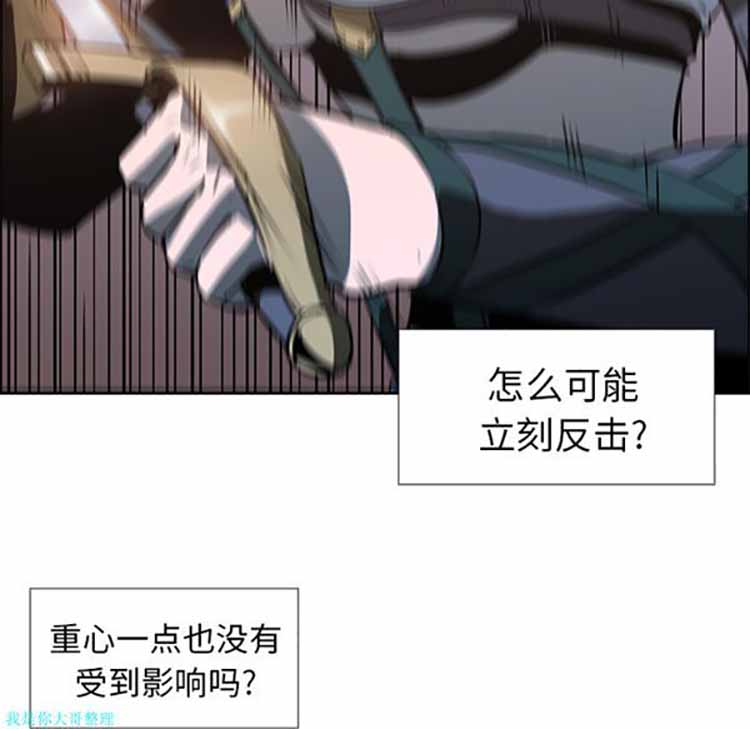 怎么可能
立刻反击?
重心一点也没有
受到影响吗?
我是你大哥整理